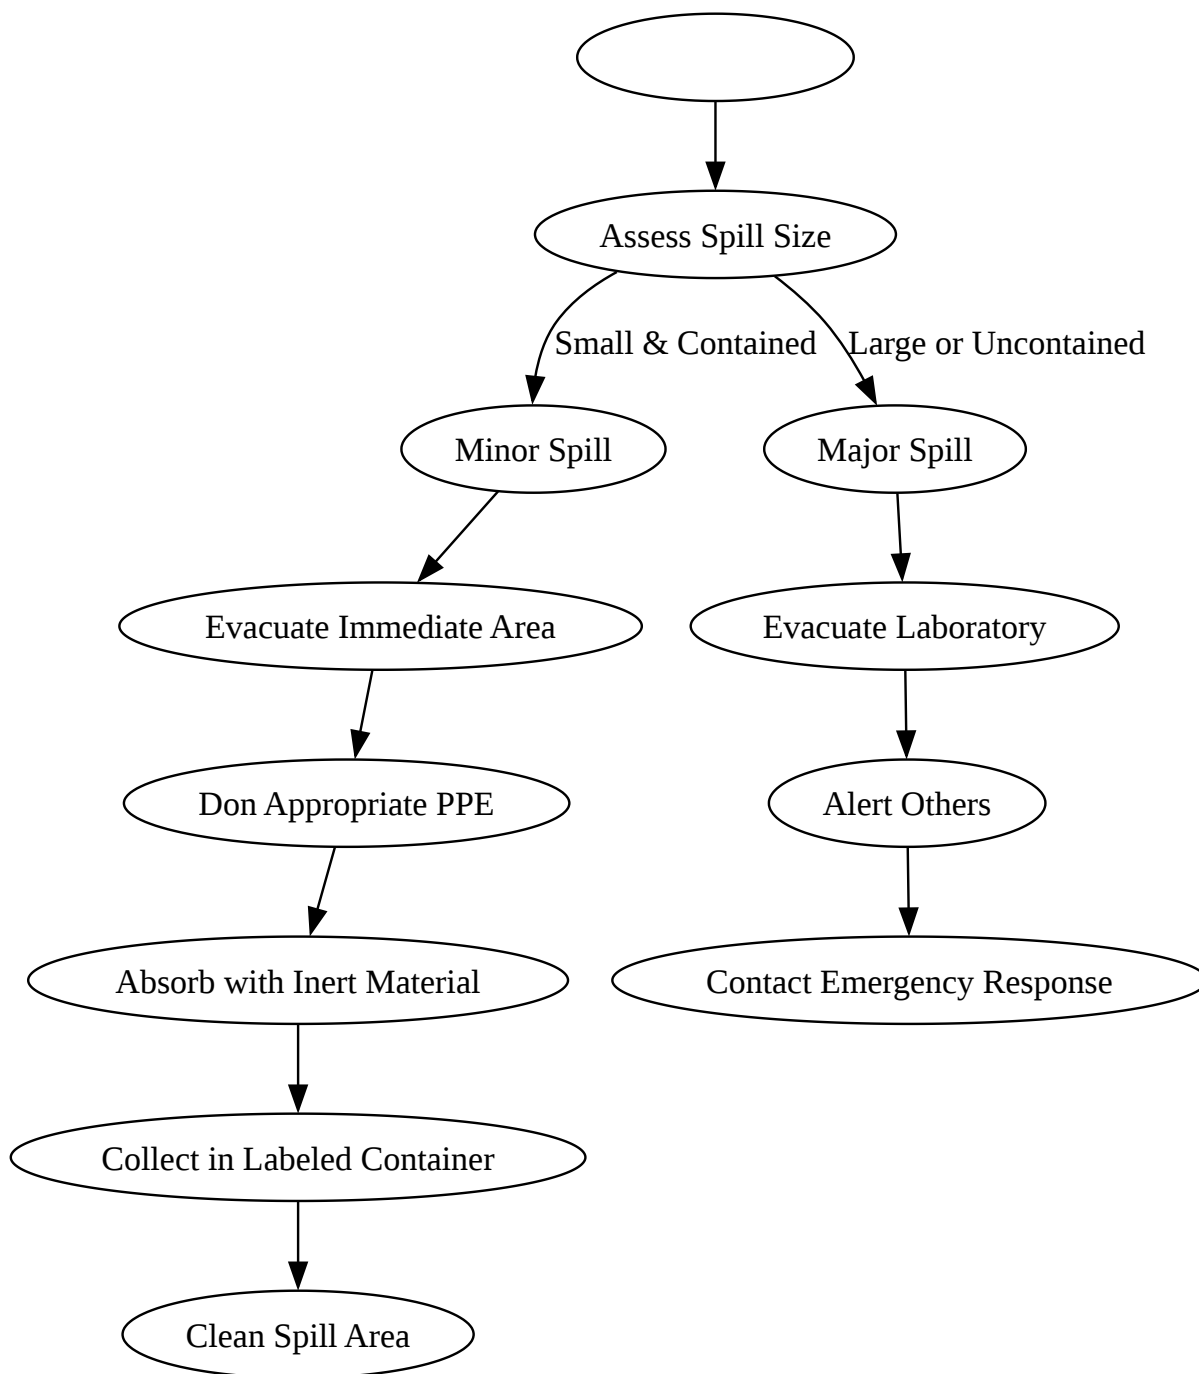 Assess Spill Size
Small & Contained
Large or Uncontained
Minor Spill
Major Spill
Evacuate Immediate Area
Evacuate Laboratory
Don Appropriate PPE
Alert Others
Absorb with Inert Material
Contact Emergency Response
Collect in Labeled Container
Clean Spill Area